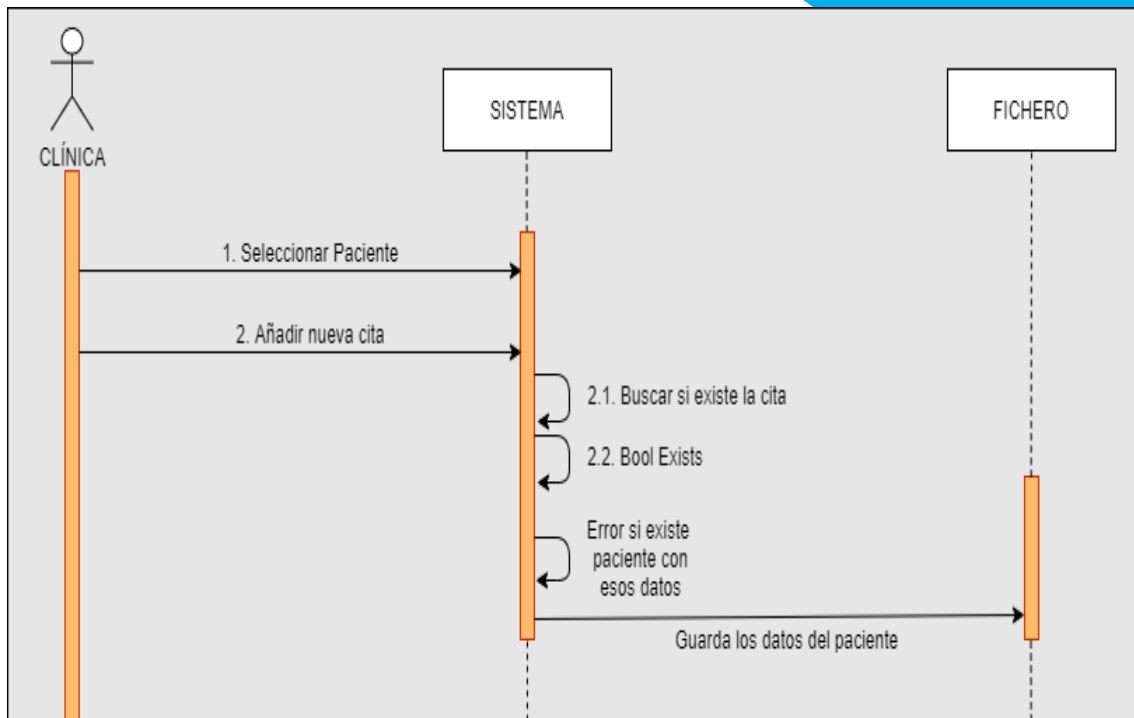 CLÍNICA
SISTEMA
FICHERO
1. Seleccionar Paciente
2. Añadir nueva cita
2.1. Buscar si existe la cita
2.2. Bool Exists
Error si existe
paciente con
esos datos
Guarda los datos del paciente